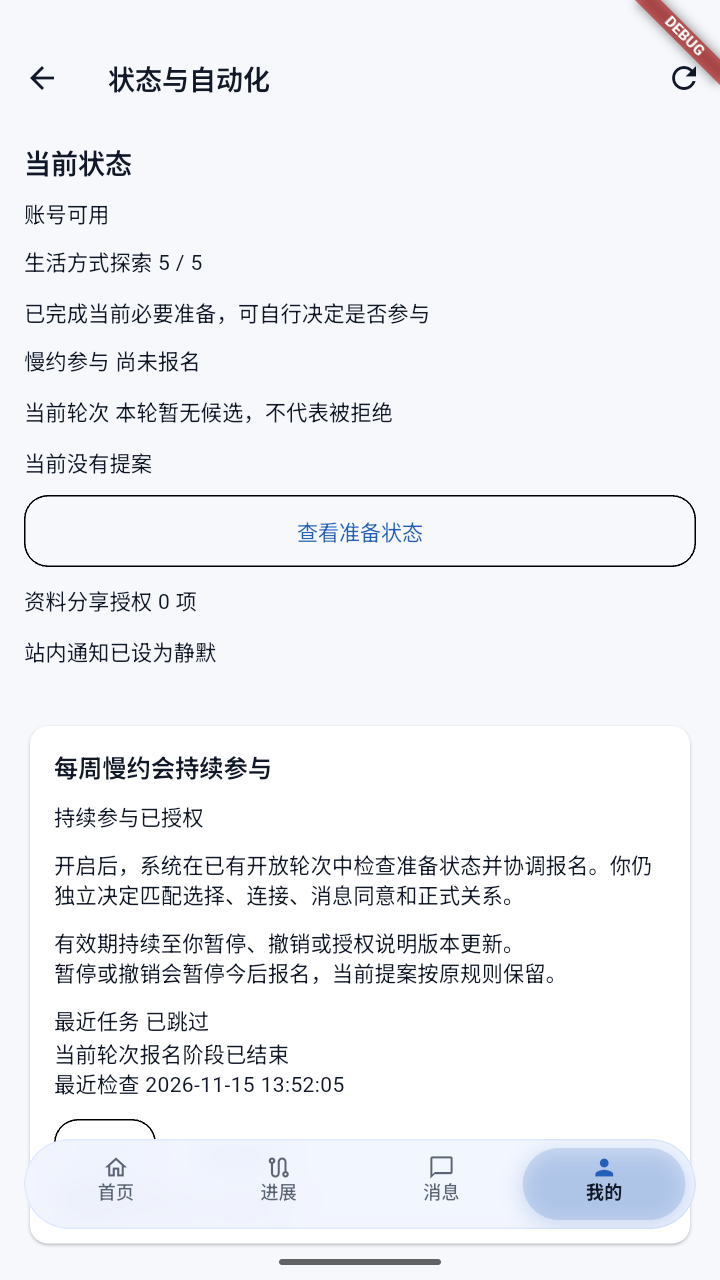 DEBUG
状态与自动化
当前状态
账号可用
生活方式探索 5 / 5
已完成当前必要准备，可自行决定是否参与
慢约参与 尚未报名
当前轮次 本轮暂无候选，不代表被拒绝
当前没有提案
查看准备状态
资料分享授权 0 项
站内通知已设为静默
每周慢约会持续参与
持续参与已授权
开启后，系统在已有开放轮次中检查准备状态并协调报名。你仍
独立决定匹配选择、连接、消息同意和正式关系。
有效期持续至你暂停、撤销或授权说明版本更新。
暂停或撤销会暂停今后报名，当前提案按原规则保留。
最近任务 已跳过
当前轮次报名阶段已结束
最近检查 2026-11-15 13:52:05
首页
进展
消息
我的